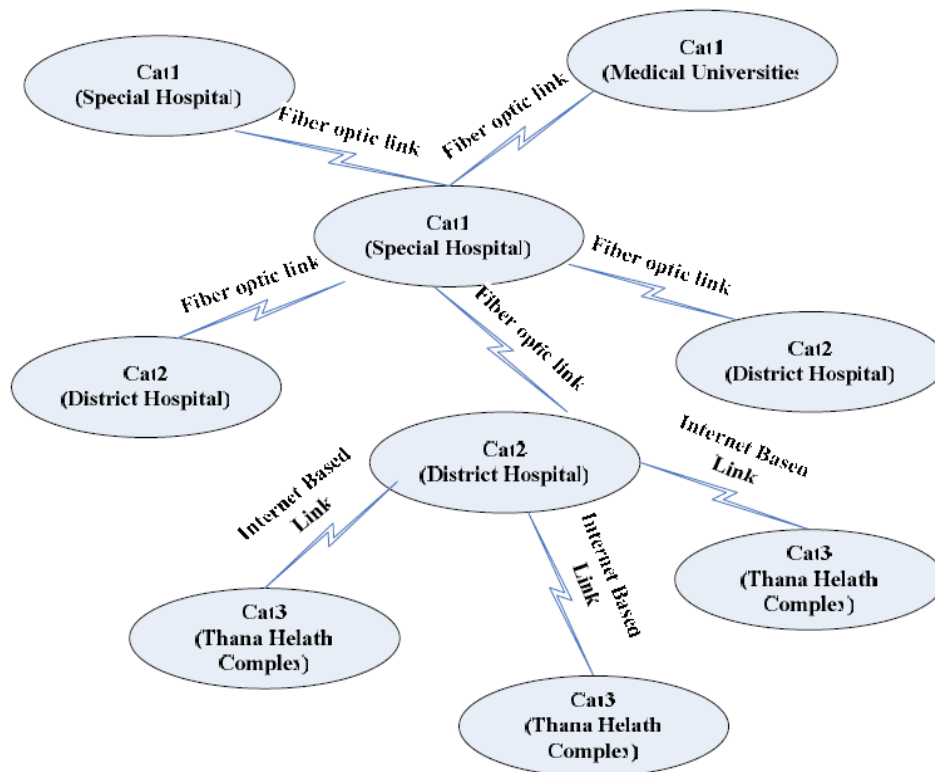 Cat1
(Special Hospital)
Cat1
(Medical Universities
Fiber optic link
Fiber optic link
Cat1
(Special Hospital)
Fiber optic link
Fiber optic link
Fiber optic link
Cat2
(District Hospital)
Cat2
(District Hospital)
Cat2
(District Hospital)
Internet Based
Link
Internet Based
Link
Internet Based
Link
Cat3
(Thana Helath
Complex)
Cat3
(Thana Helath
Complex)
Cat3
(Thana Helath
Complex)